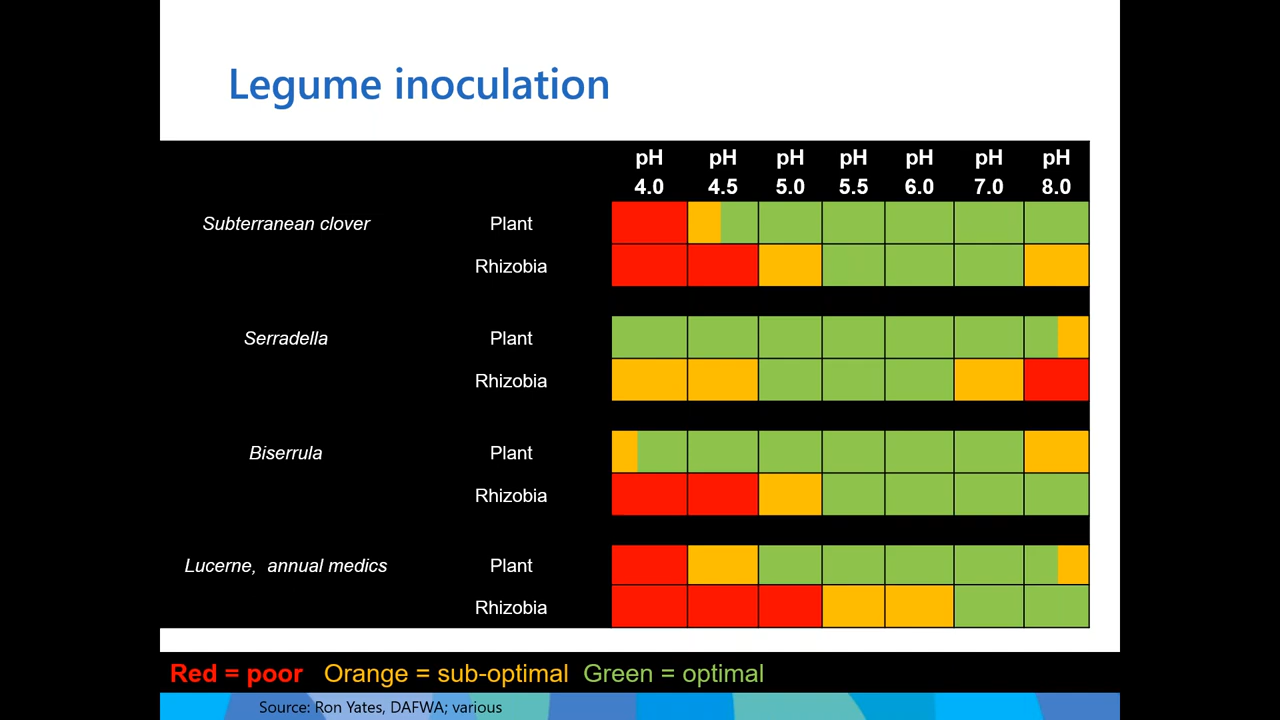 Legume inoculation
pH pH pH pH pH pH pH
4.0 4.5 5.0 5.5 6.0 7.0 8.0
Subterranean clover Plant
Rhizobia
Serradella Plant
Rhizobia
Biserrula Plant
Rhizobia
Lucerne, annual medics Plant
Rhizobia
Red = poor Orange = sub-optimal Green = optimal
Source: Ron Yates, DAFWA; various